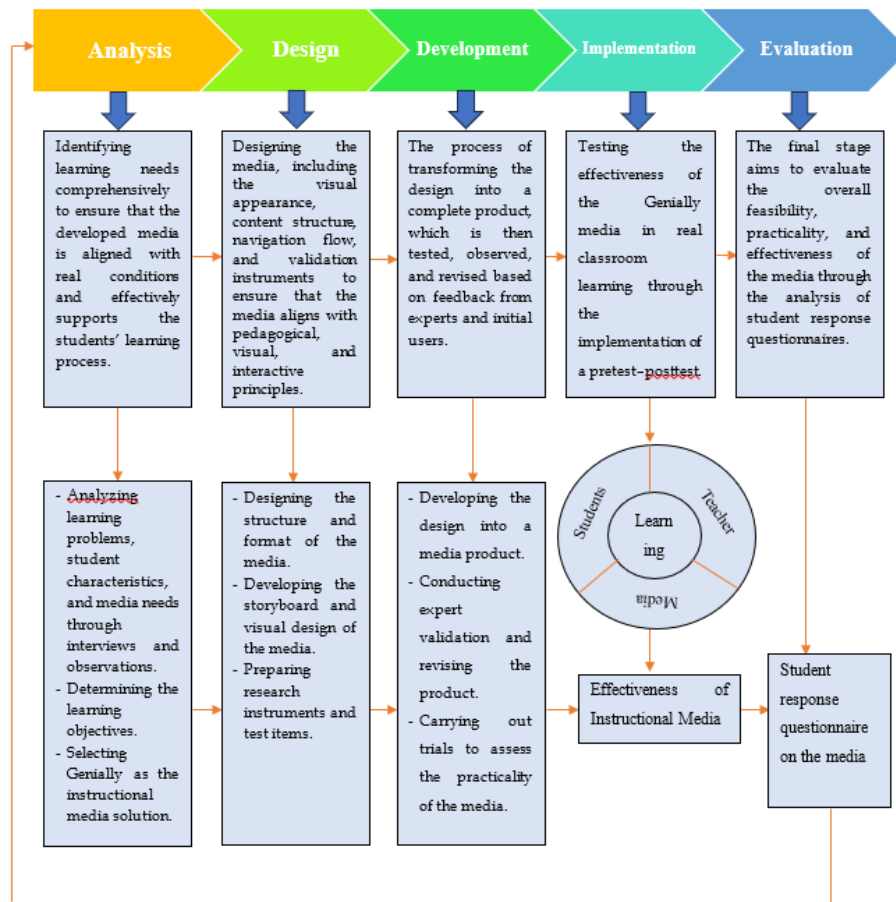 Analysis
Design
Development
Implementation
Evaluation
Identifying
learning needs
comprehensively
to ensure that the
developed media
is aligned with
real conditions
and effectively
supports the
students' learning
process.
Designing the
media, including
the visual
appearance,
content structure,
navigation flow,
and validation
instruments to
ensure that the
media aligns with
pedagogical,
visual, and
interactive
principles.
The process of
transforming the
design into a
complete product,
which is then
tested, observed,
and revised based
on feedback from
experts and initial
users.
Testing the
effectiveness of
the Genially
media in real
classroom
learning through
the
implementation of
a pretest–posttest
The final stage
aims to evaluate
the overall
feasibility,
practicality, and
effectiveness of
the media through
the analysis of
student response
questionnaires.
- Analyzing
learning
problems,
student
characteristics,
and media needs
through
interviews and
observations.
- Determining the
learning
objectives.
- Selecting
Genially as the
instructional
media solution.
- Designing the
structure and
format of the
media.
- Developing the
storyboard and
visual design of
the media.
- Preparing
research
instruments and
test items.
- Developing the
design into a
media product.
- Conducting
expert
validation and
revising the
product.
- Carrying out
trials to assess
the practicality
of the media.
Students
Teacher
Learn
ing
Media
Effectiveness of
Instructional Media
Student
response
questionnaire
on the media